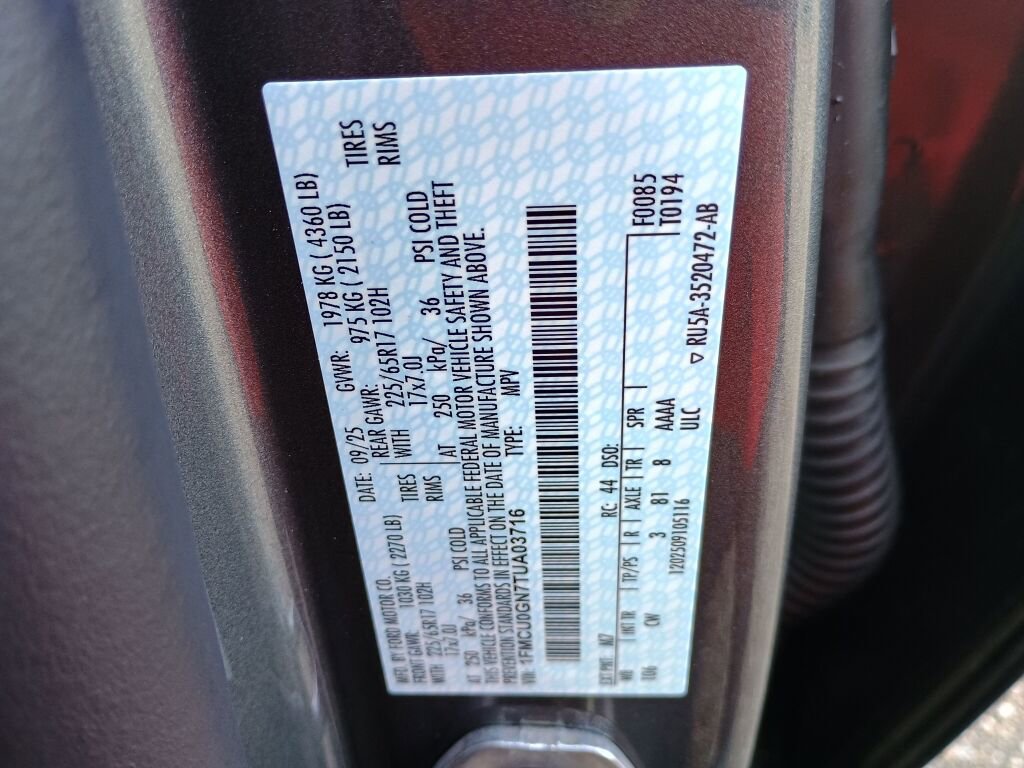 MFD. BY FORD MOTOR CO.
DATE: 09/25 GVWR: 1978 KG ( 4360 LB)
FRONT GAWR: 1030 KG ( 2270 LB) REAR GAWR: 975 KG ( 2150 LB)
WITH 225/65R17 102H TIRES WITH 225/65R17 102H TIRES
17x7.0J RIMS 17x7.0J RIMS
AT 250 kPa/ 36 PSI COLD AT 250 kPa/ 36 PSI COLD
THIS VEHICLE CONFORMS TO ALL APPLICABLE FEDERAL MOTOR VEHICLE SAFETY AND THEFT
PREVENTION STANDARDS IN EFFECT ON THE DATE OF MANUFACTURE SHOWN ABOVE.
VIN: 1FMCU0GN7TUA03716 TYPE: MPV
EXT PNT: RC: 44 DSO: F0085
WB INT TR TP/PS R AXLE TR SPR T0194
CW 3 81 8 AAAA
1202509105116 ULC
▽ RU5A-3520472-AB